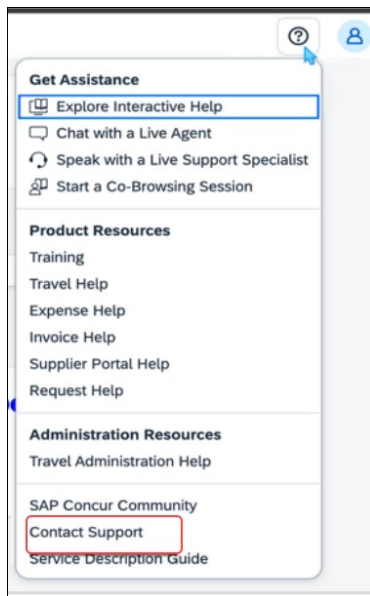 Get Assistance
Explore Interactive Help
Chat with a Live Agent
Speak with a Live Support Specialist
Start a Co-Browsing Session
Product Resources
Training
Travel Help
Expense Help
Invoice Help
Supplier Portal Help
Request Help
Administration Resources
Travel Administration Help
SAP Concur Community
Contact Support
Service Description Guide